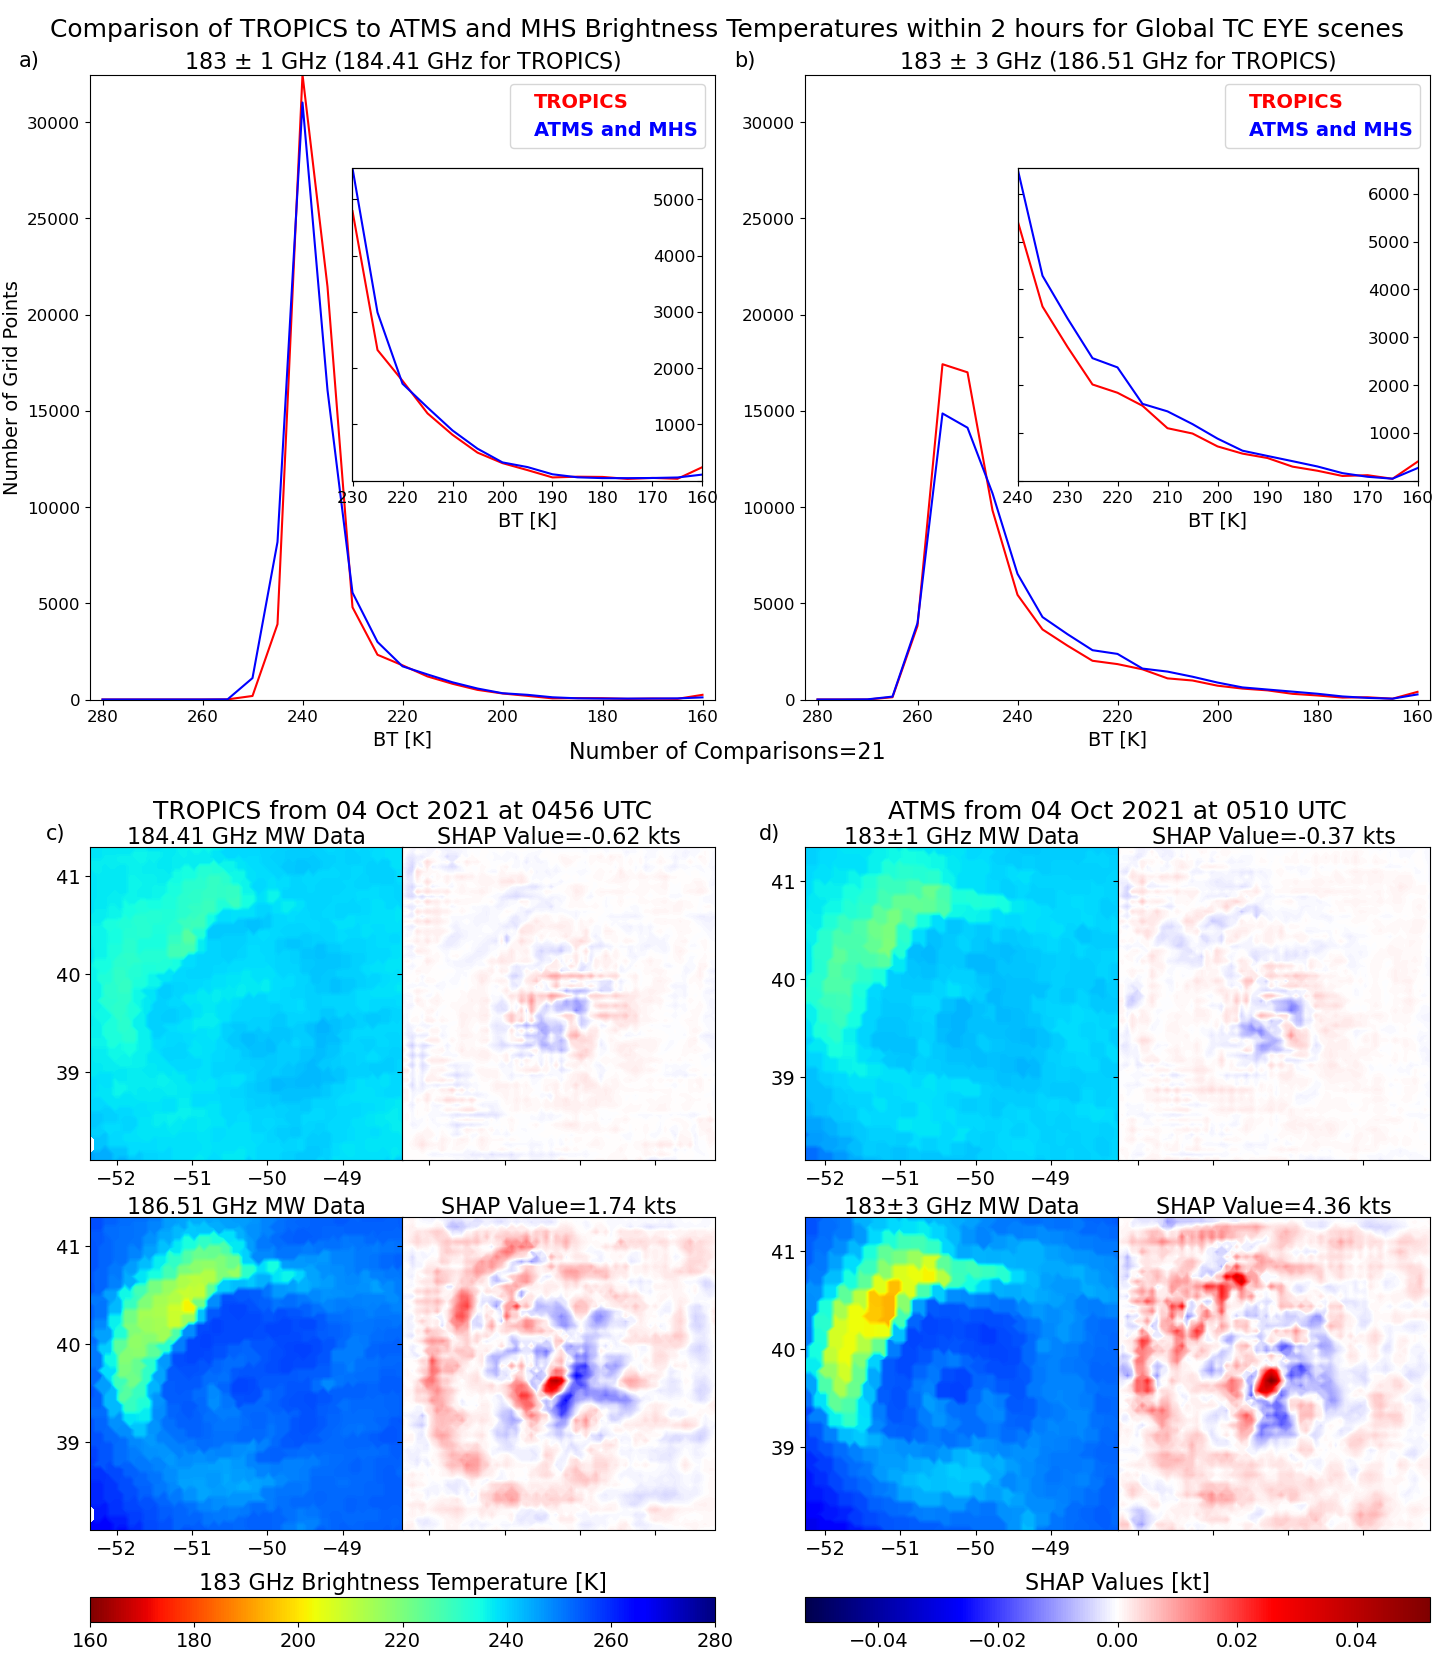 Comparison of TROPICS to ATMS and MHS Brightness Temperatures within 2 hours for Global TC EYE scenes
a)
183 ± 1 GHz (184.41 GHz for TROPICS)
TROPICS
ATMS and MHS
Number of Grid Points
30000
25000
20000
15000
10000
5000
0
280 260 240 220 200 180 160
BT [K]
5000
4000
3000
2000
1000
230 220 210 200 190 180 170 160
BT [K]
b)
183 ± 3 GHz (186.51 GHz for TROPICS)
TROPICS
ATMS and MHS
30000
25000
20000
15000
10000
5000
0
280 260 240 220 200 180 160
BT [K]
6000
5000
4000
3000
2000
1000
240 230 220 210 200 190 180 170 160
BT [K]
Number of Comparisons=21
c)
TROPICS from 04 Oct 2021 at 0456 UTC
184.41 GHz MW Data
SHAP Value=-0.62 kts
41
40
39
−52 −51 −50 −49
186.51 GHz MW Data
SHAP Value=1.74 kts
41
40
39
−52 −51 −50 −49
d)
ATMS from 04 Oct 2021 at 0510 UTC
183±1 GHz MW Data
SHAP Value=-0.37 kts
41
40
39
−52 −51 −50 −49
183±3 GHz MW Data
SHAP Value=4.36 kts
41
40
39
−52 −51 −50 −49
183 GHz Brightness Temperature [K]
160 180 200 220 240 260 280
SHAP Values [kt]
−0.04 −0.02 0.00 0.02 0.04